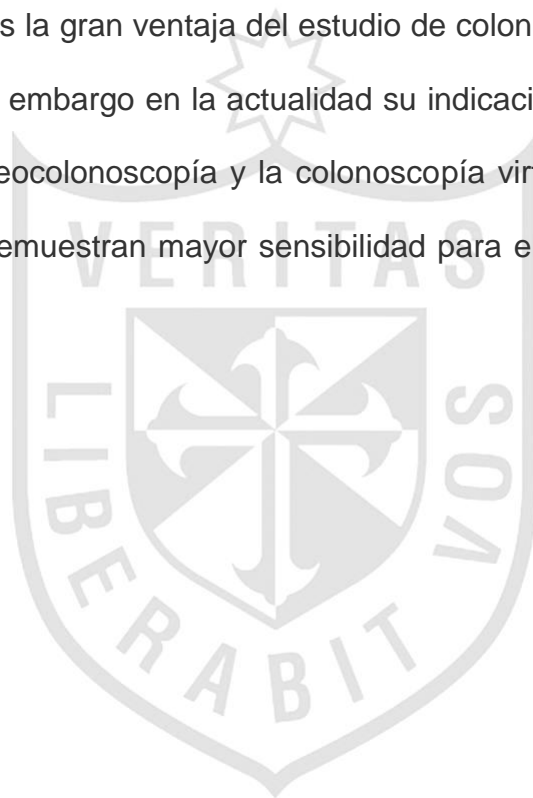 s la gran ventaja del estudio de colon
embargo en la actualidad su indicaci
eocolonoscopía y la colonoscopía vir
emuestran mayor sensibilidad para e
VERITAS
LIBERABIT
VOS